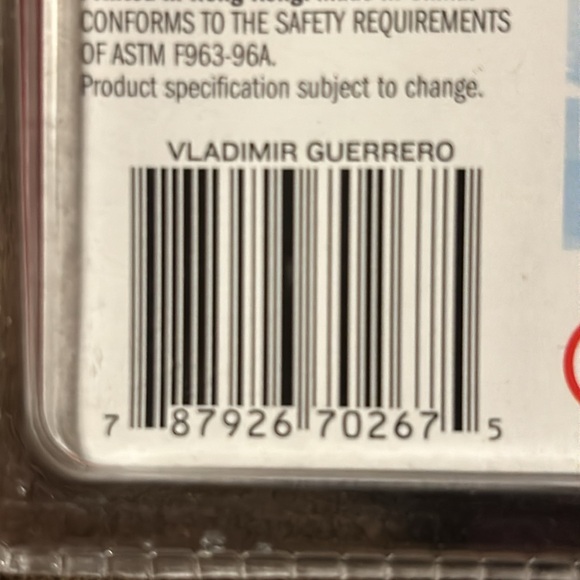 CONFORMS TO THE SAFETY REQUIREMENTS
OF ASTM F963-96A.
Product specification subject to change.
VLADIMIR GUERRERO
7 87926 70267 5